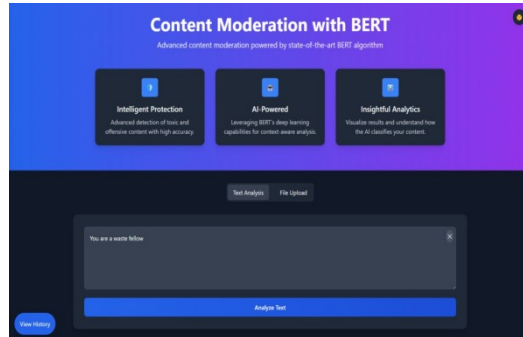 Content Moderation with BERT
Advanced content moderation powered by state-of-the-art BERT algorithm
Intelligent Protection
Advanced detection of toxic and
offensive content with high accuracy.
AI-Powered
Leveraging BERT's deep learning
capabilities for context-aware analysis.
Insightful Analytics
Visualize results and understand how
the AI classifies your content.
Text Analysis
File Upload
You are a waste fellow
Analyze Text
View History